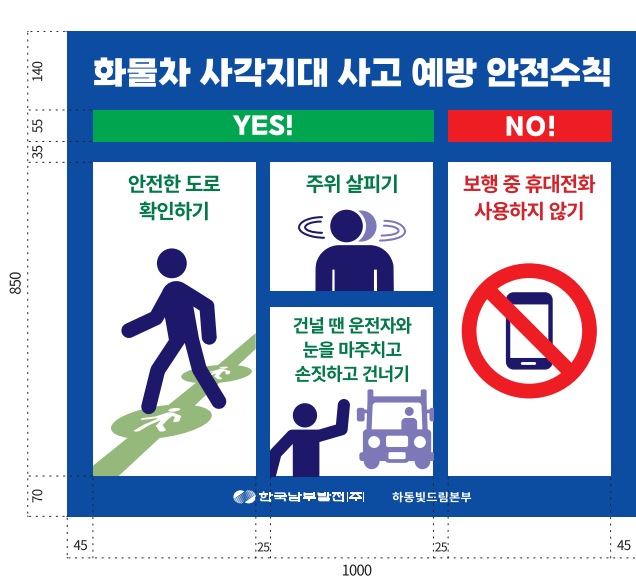 화물차 사각지대 사고 예방 안전수칙
YES!
NO!
안전한 도로
확인하기
주위 살피기
건널 땐 운전자와
눈을 마주치고
손짓하고 건너기
보행 중 휴대전화
사용하지 않기
한국남부발전(주) 하동빛드림본부
140
55
35
850
70
45
25
25
45
1000